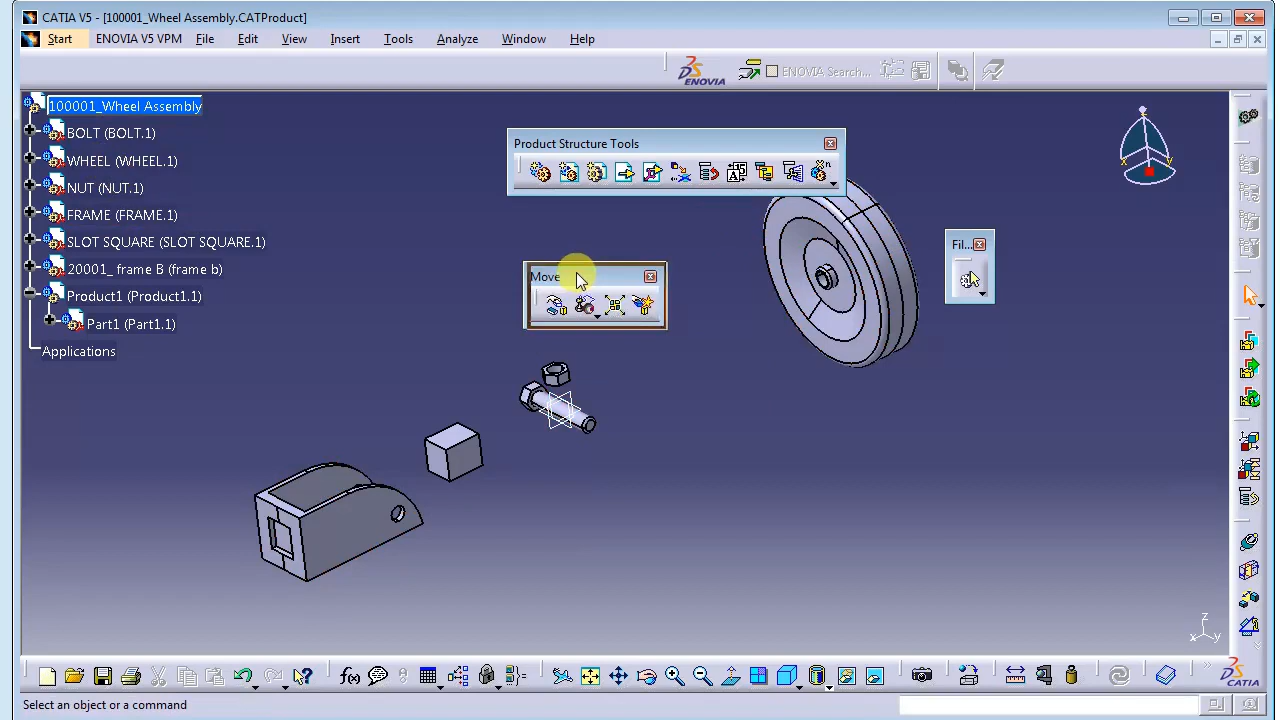 CATIA V5 - [100001_Wheel Assembly.CATProduct]
Start ENOVIA V5 VPM File Edit View Insert Tools Analyze Window Help
ENOVIA
ENOVIA Search...
100001_Wheel Assembly
BOLT (BOLT.1)
WHEEL (WHEEL.1)
NUT (NUT.1)
FRAME (FRAME.1)
SLOT SQUARE (SLOT SQUARE.1)
20001_ frame B (frame b)
Product1 (Product1.1)
Part1 (Part1.1)
Applications
Product Structure Tools
Fil...
Move
z
x
y
z
x
y
f(x)
CATIA
Select an object or a command